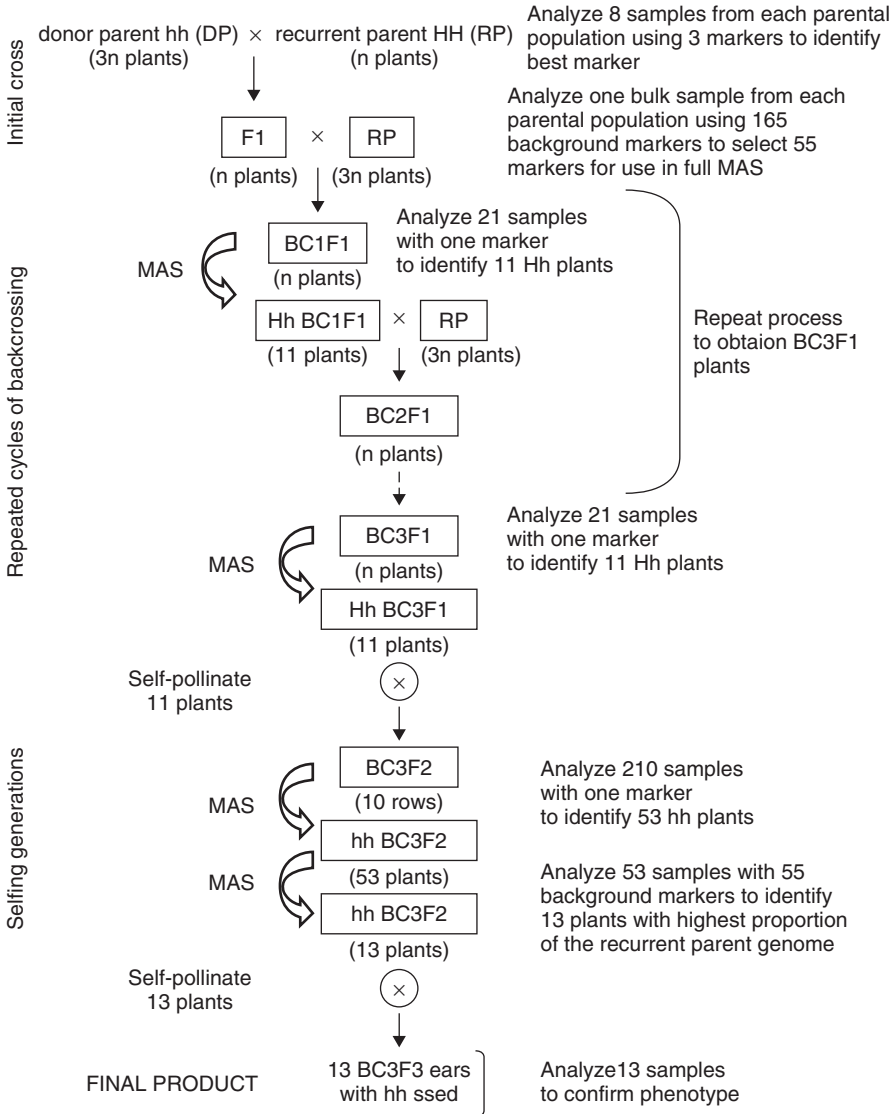 Initial cross
donor parent hh (DP) × recurrent parent HH (RP)
(3n plants)
(n plants)
Analyze 8 samples from each parental
population using 3 markers to identify
best marker
Analyze one bulk sample from each
parental population using 165
background markers to select 55
markers for use in full MAS
F1
×
RP
(n plants)
(3n plants)
Repeated cycles of backcrossing
BC1F1
(n plants)
MAS
Analyze 21 samples
with one marker
to identify 11 Hh plants
Hh BC1F1
×
RP
(11 plants)
(3n plants)
Repeat process
to obtaion BC3F1
plants
BC2F1
(n plants)
BC3F1
(n plants)
MAS
Analyze 21 samples
with one marker
to identify 11 Hh plants
Hh BC3F1
(11 plants)
Self-pollinate
11 plants
×
Selfing generations
BC3F2
(10 rows)
MAS
Analyze 210 samples
with one marker
to identify 53 hh plants
hh BC3F2
(53 plants)
MAS
Analyze 53 samples with 55
background markers to identify
13 plants with highest proportion
of the recurrent parent genome
hh BC3F2
(13 plants)
Self-pollinate
13 plants
×
FINAL PRODUCT
13 BC3F3 ears
with hh ssed
Analyze13 samples
to confirm phenotype